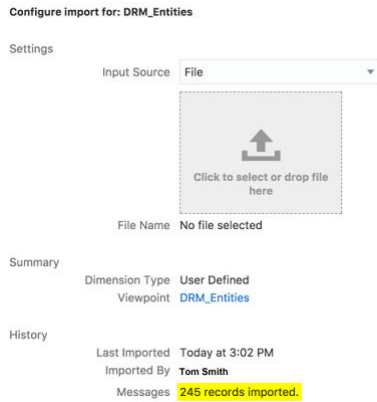 Configure import for: DRM_Entities
Settings
Input Source File
Click to select or drop file
here
File Name No file selected
Summary
Dimension Type User Defined
Viewpoint DRM_Entities
History
Last Imported Today at 3:02 PM
Imported By Tom Smith
Messages 245 records imported.